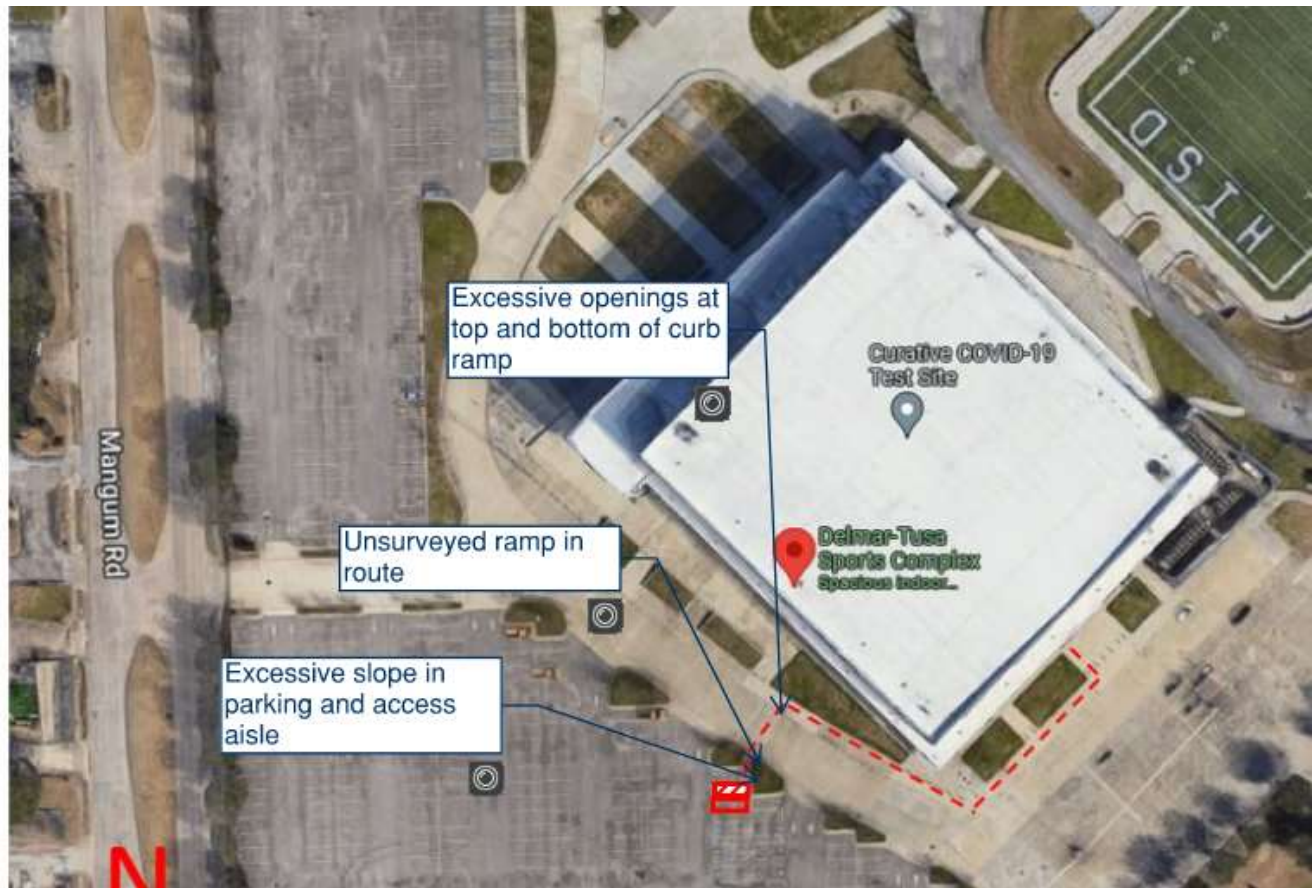 HISD
Excessive openings at
top and bottom of curb
ramp
Curative COVID-19
Test Site
Mangum Rd
Unsurveyed ramp in
route
Delmar-Tusa
Sports Complex
Spacious indoor...
Excessive slope in
parking and access
aisle
N